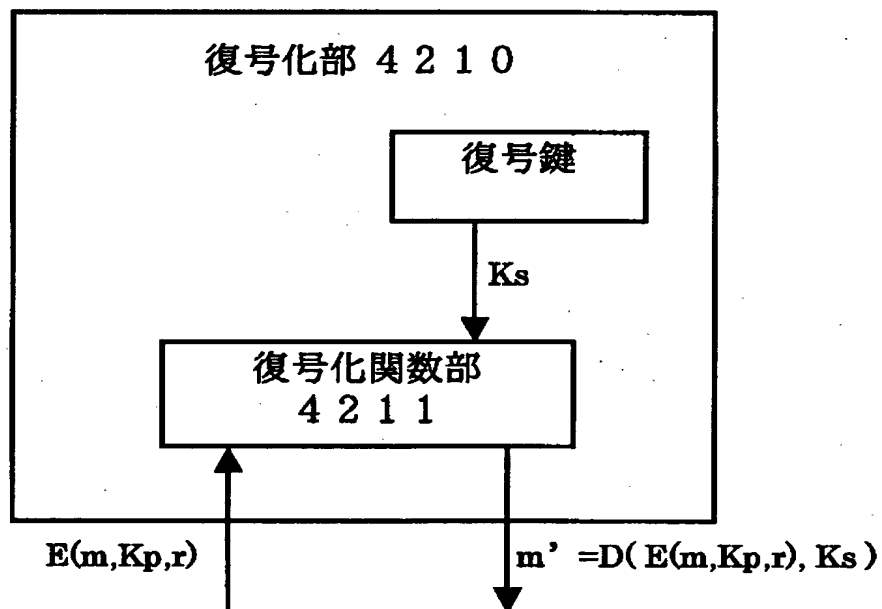 復号化部 ４２１０
復号鍵
Ks
復号化関数部
４２１１
E(m,Kp,r)
m’ =D( E(m,Kp,r), Ks )